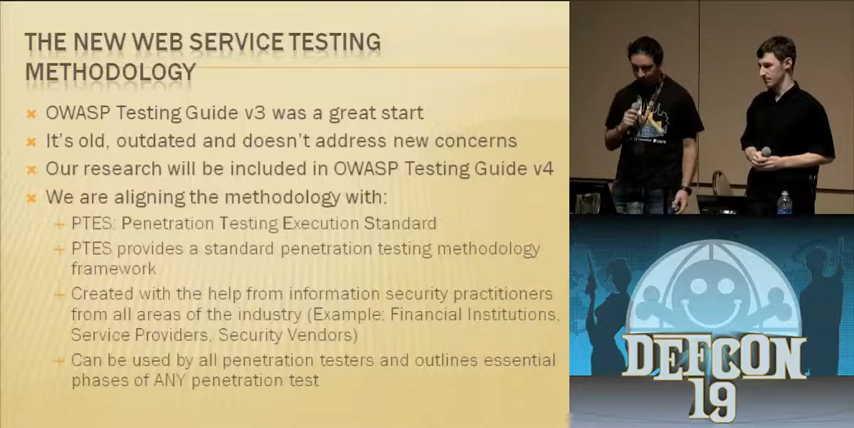 THE NEW WEB SERVICE TESTING
METHODOLOGY
OWASP Testing Guide v3 was a great start
It's old, outdated and doesn't address new concerns
Our research will be included in OWASP Testing Guide v4
We are aligning the methodology with:
PTES: Penetration Testing Execution Standard
PTES provides a standard penetration testing methodology
framework
Created with the help from information security practitioners
from all areas of the industry (Example: Financial Institutions,
Service Providers, Security Vendors)
Can be used by all penetration testers and outlines essential
phases of ANY penetration test
DEFCON
19